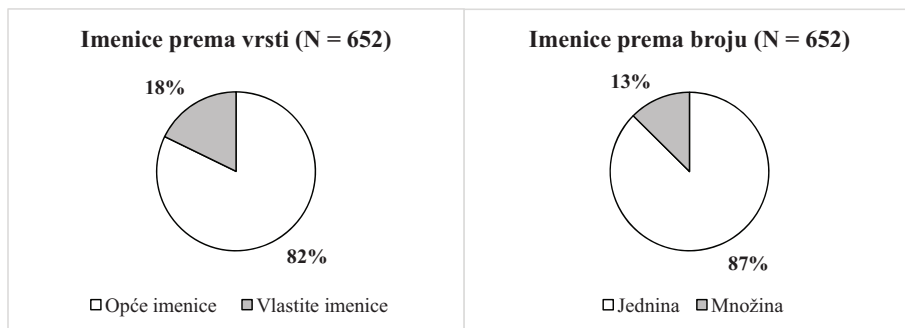 Imenice prema vrsti (N = 652)
18%
82%
Opće imenice Vlastite imenice
Imenice prema broju (N = 652)
13%
87%
Jednina Množina